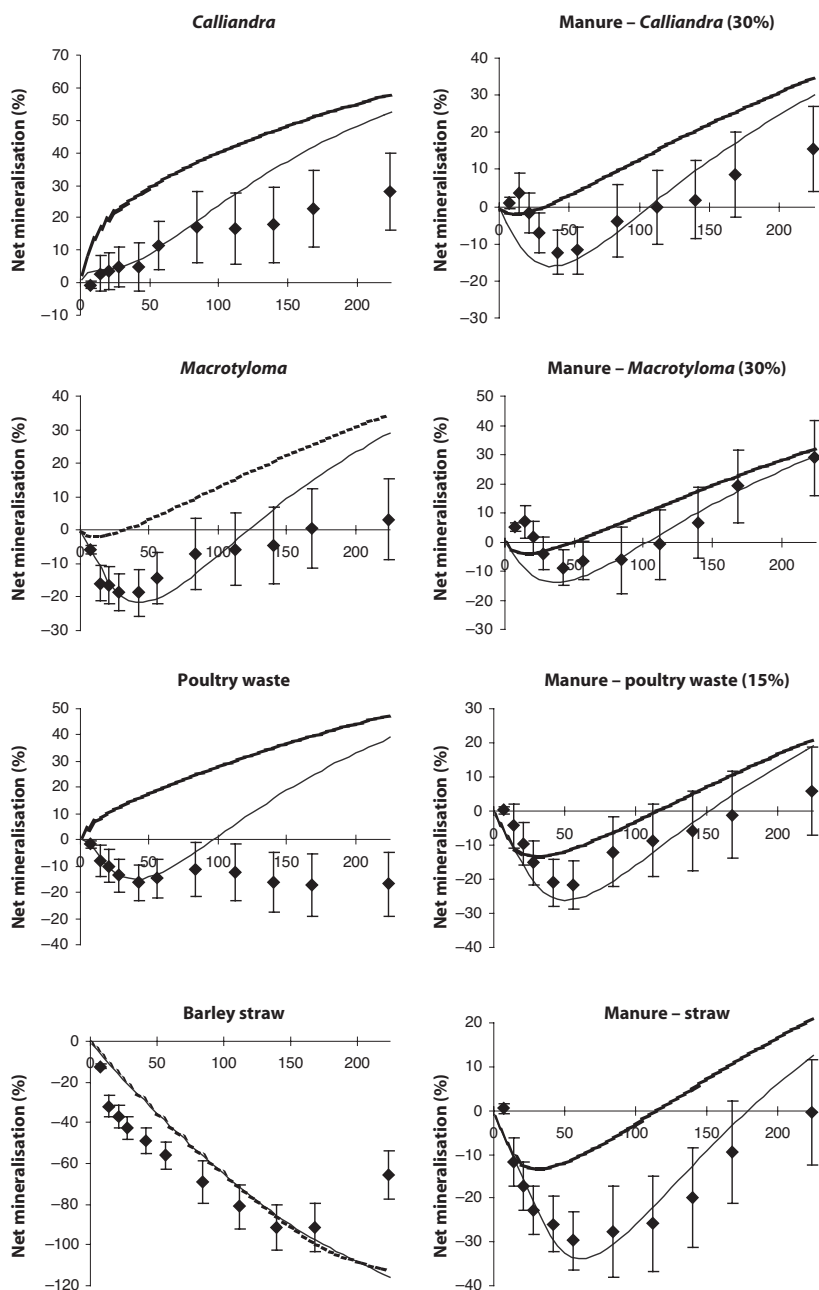 Calliandra
Net mineralisation (%)
70
60
50
40
30
20
10
0
–10
0 50 100 150 200
Manure – Calliandra (30%)
Net mineralisation (%)
40
30
20
10
0
–10
–20
–30
0 50 100 150 200
Macrotyloma
Net mineralisation (%)
40
30
20
10
0
–10
–20
–30
0 50 100 150 200
Manure – Macrotyloma (30%)
Net mineralisation (%)
50
40
30
20
10
0
–10
–20
–30
0 50 100 150 200
Poultry waste
Net mineralisation (%)
50
40
30
20
10
0
–10
–20
–30
–40
0 50 100 150 200
Manure – poultry waste (15%)
Net mineralisation (%)
30
20
10
0
–10
–20
–30
–40
0 50 100 150 200
Barley straw
Net mineralisation (%)
0
–20
–40
–60
–80
–100
–120
0 50 100 150 200
Manure – straw
Net mineralisation (%)
20
10
0
–10
–20
–30
–40
0 50 100 150 200